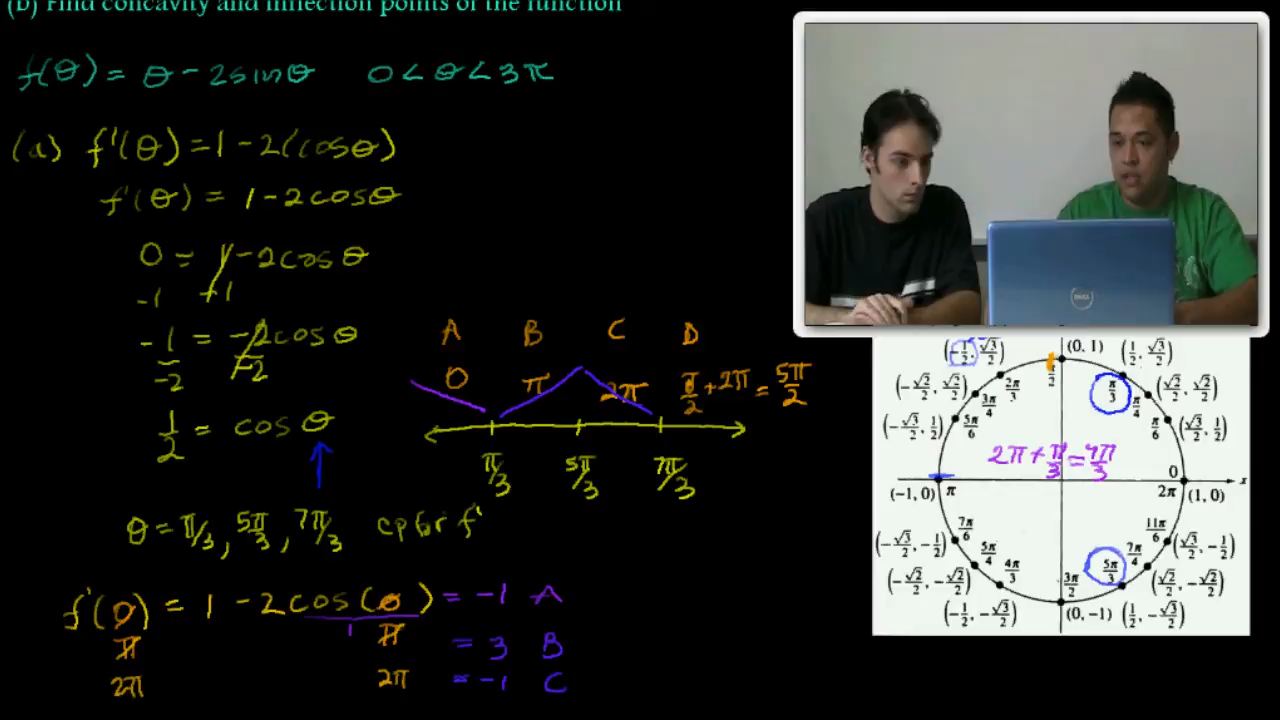 (b) Find concavity and inflection points of the function
f(θ) = θ - 2sinθ 0 < θ < 3π
(a) f'(θ) = 1 - 2(cosθ)
f'(θ) = 1 - 2cosθ
0 = 1 - 2cosθ
-1 -1
-1/-2 = -2cosθ/-2
1/2 = cosθ
θ = π/3, 5π/3, 7π/3 cp for f'
A B C D
0 π 2π π/2 + 2π = 5π/2
π/3 5π/3 7π/3
f'(0) = 1 - 2cos(0) = -1 A
1
π π = 3 B
2π 2π = -1 C
DELL
(-1/2, √3/2) (0, 1) (1/2, √3/2)
(-√2/2, √2/2) 2π/3 π/2 π/3 (√2/2, √2/2)
3π/4 π/4
(-√3/2, 1/2) 5π/6 π/6 (√3/2, 1/2)
2π + π/3 = 7π/3
(-1, 0) π 0 2π (1, 0) x
(-√3/2, -1/2) 7π/6 11π/6 (√3/2, -1/2)
5π/4 7π/4
(-√2/2, -√2/2) 4π/3 3π/2 5π/3 (√2/2, -√2/2)
(-1/2, -√3/2) (0, -1) (1/2, -√3/2)